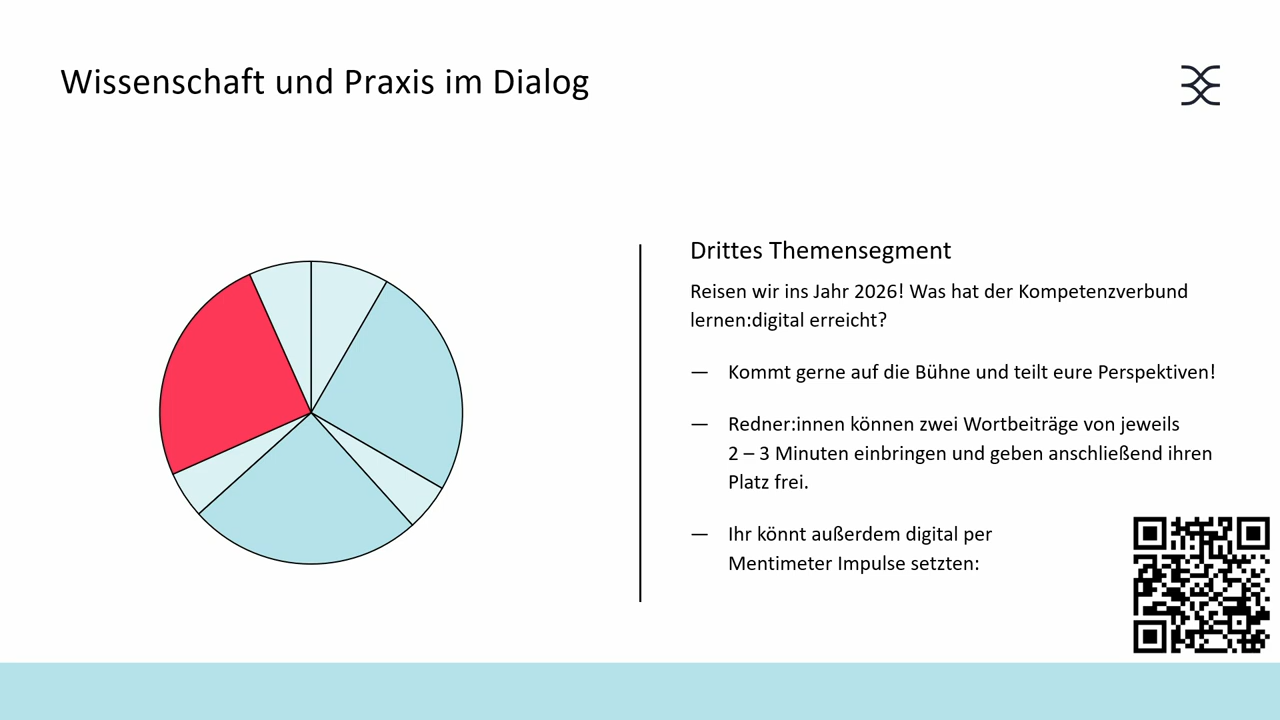 Wissenschaft und Praxis im Dialog
Drittes Themensegment
Reisen wir ins Jahr 2026! Was hat der Kompetenzverbund
lernen:digital erreicht?
— Kommt gerne auf die Bühne und teilt eure Perspektiven!
— Redner:innen können zwei Wortbeiträge von jeweils
2 – 3 Minuten einbringen und geben anschließend ihren
Platz frei.
— Ihr könnt außerdem digital per
Mentimeter Impulse setzten: